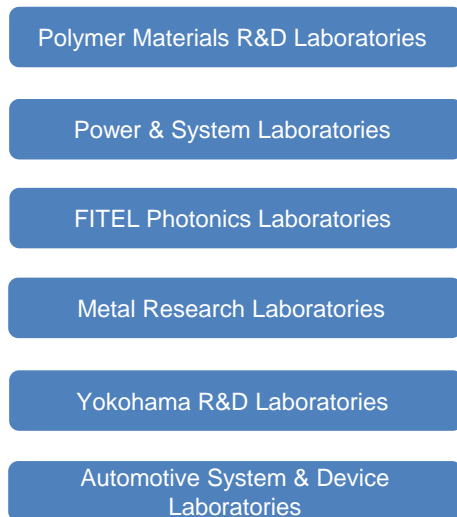 Polymer Materials R&D Laboratories
Power & System Laboratories
FITEL Photonics Laboratories
Metal Research Laboratories
Yokohama R&D Laboratories
Automotive System & Device
Laboratories